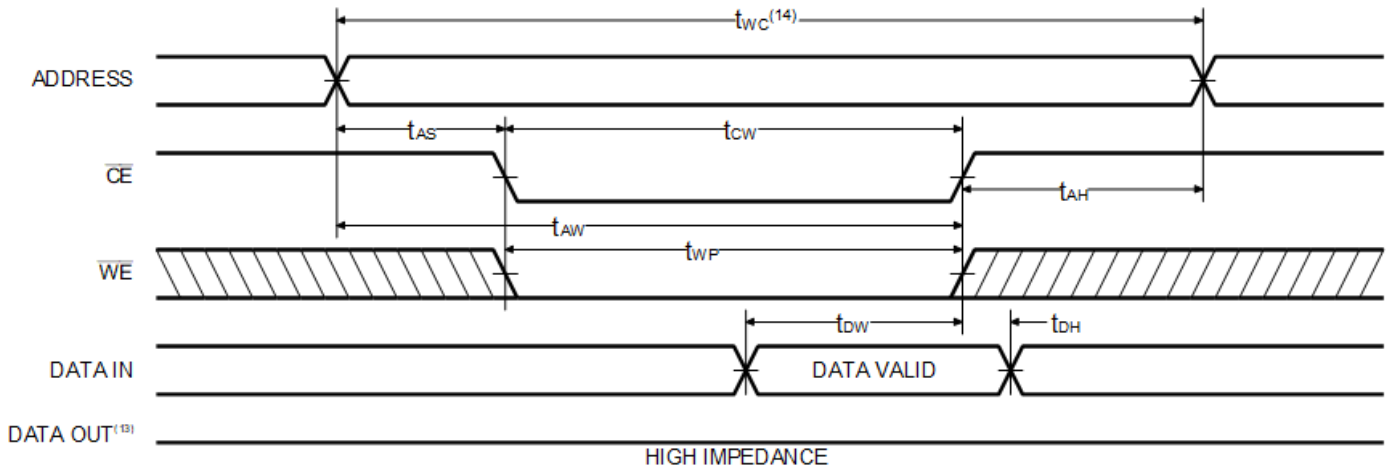 tWC(14)
ADDRESS
tAS
tCW
CE
tAH
tAW
tWP
WE
tDW
tDH
DATA IN
DATA VALID
DATA OUT(13)
HIGH IMPEDANCE